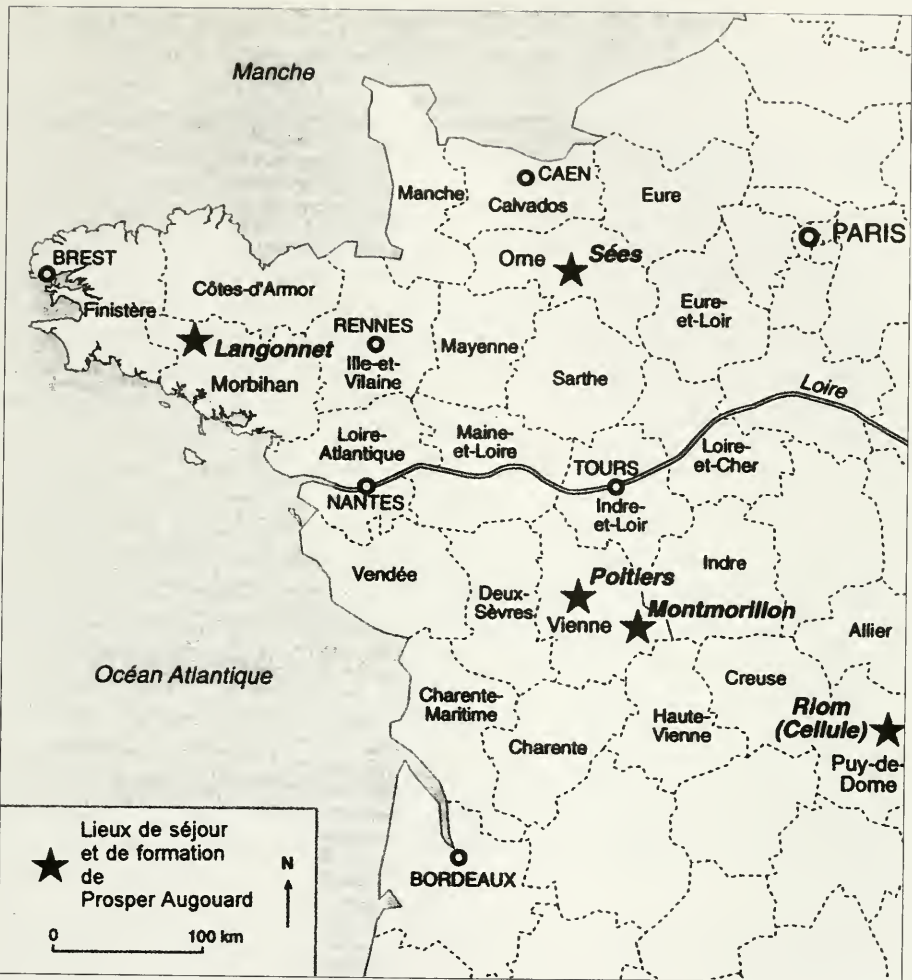 Manche
CAEN
Manche
Calvados
Eure
PARIS
Orne
Sées
BREST
Côtes-d'Armor
Finistère
Eure-
et-Loir
RENNES
Langonnet
Ille-et-
Vilaine
Mayenne
Sarthe
Morbihan
Loire
Loire-
Atlantique
Maine-
et-Loire
TOURS
Loire-
et-Cher
NANTES
Indre-
et-Loir
Vendée
Deux-
Sèvres
Poitiers
Indre
Vienne
Montmorillon
Allier
Océan Atlantique
Charente-
Maritime
Creuse
Riom
(Cellule)
Haute-
Vienne
Charente
Puy-de-
Dome
BORDEAUX
Lieux de séjour
et de formation
de
Prosper Augouard
N
0 100 km